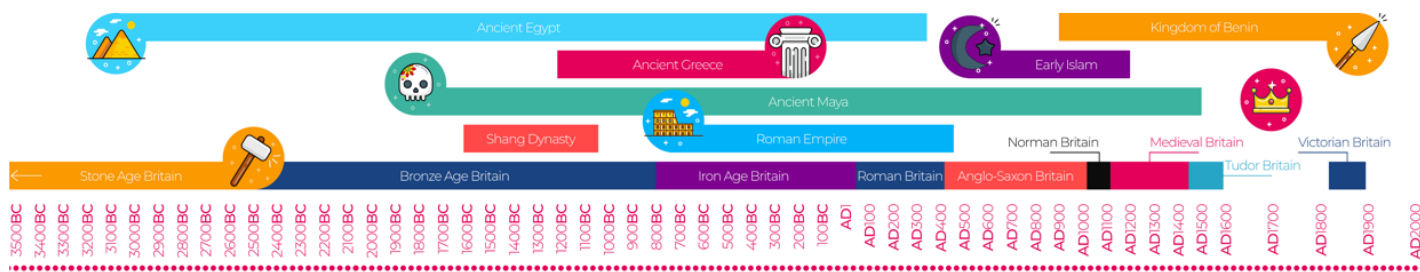 Ancient Egypt
Kingdom of Benin
Ancient Greece
Early Islam
Ancient Maya
Shang Dynasty
Roman Empire
Norman Britain
Medieval Britain
Victorian Britain
Tudor Britain
Stone Age Britain
Bronze Age Britain
Iron Age Britain
Roman Britain
Anglo-Saxon Britain
3500BC
3400BC
3300BC
3200BC
3100BC
3000BC
2900BC
2800BC
2700BC
2600BC
2500BC
2400BC
2300BC
2200BC
2100BC
2000BC
1900BC
1800BC
1700BC
1600BC
1500BC
1400BC
1300BC
1200BC
1100BC
1000BC
900BC
800BC
700BC
600BC
500BC
400BC
300BC
200BC
100BC
AD1
AD100
AD200
AD300
AD400
AD500
AD600
AD700
AD800
AD900
AD1000
AD1100
AD1200
AD1300
AD1400
AD1500
AD1600
AD1700
AD1800
AD1900
AD2000